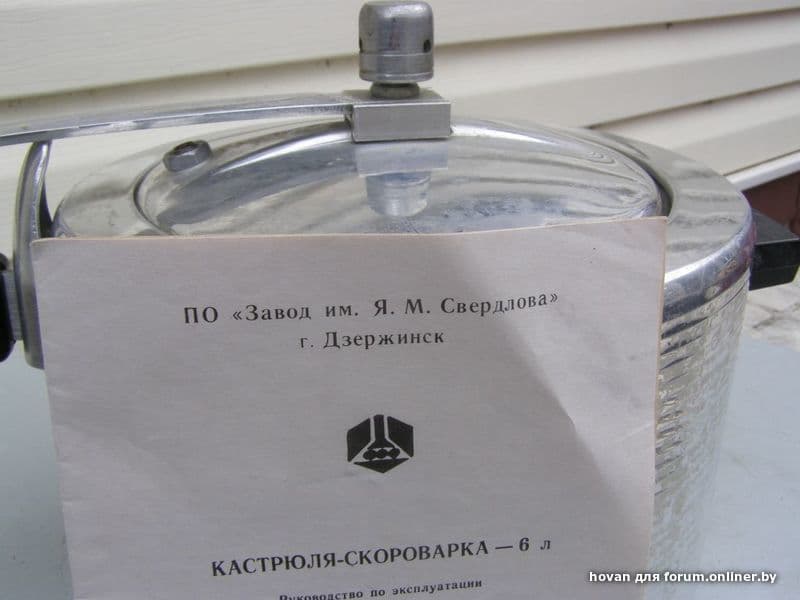 ПО «Завод им. Я. М. Свердлова»
г. Дзержинск
КАСТРЮЛЯ-СКОРОВАРКА — 6 л
Руководство по эксплуатации
hovan для forum.onliner.by